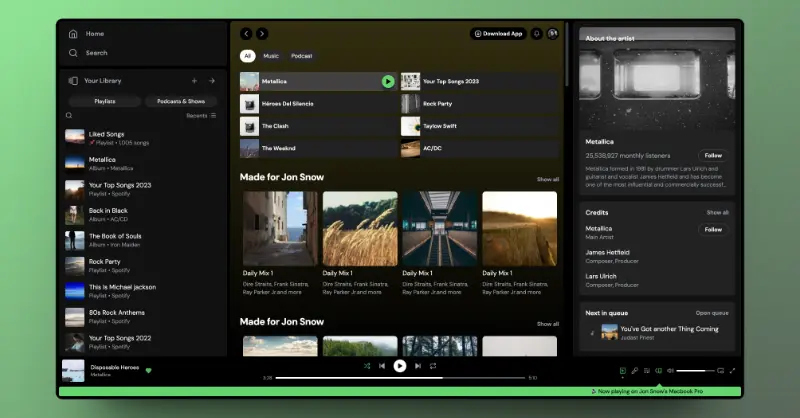 Home
Search
Your Library
Playlists
Podcasts & Shows
Recents
Liked Songs
Playlist • 1,005 songs
Metallica
Album • Metallica
Your Top Songs 2023
Playlist • Spotify
Back in Black
Album • AC/DC
The Book of Souls
Album • Iron Maiden
Rock Party
Playlist • Spotify
This Is Michael jackson
Playlist • Spotify
80s Rock Anthems
Playlist • Spotify
Your Top Songs 2022
Playlist • Spotify
Download App
All
Music
Podcast
Metallica
Your Top Songs 2023
Héroes Del Silencio
Rock Party
The Clash
Taylow Swift
The Weeknd
AC/DC
Made for Jon Snow
Show all
Daily Mix 1
Dire Straits, Frank Sinatra,
Ray Parker Jr.and more
Daily Mix 1
Dire Straits, Frank Sinatra,
Ray Parker Jr.and more
Daily Mix 1
Dire Straits, Frank Sinatra,
Ray Parker Jr.and more
Daily Mix 1
Dire Straits, Frank Sinatra,
Ray Parker Jr.and more
Made for Jon Snow
Show all
About the artist
Metallica
25,538,927 monthly listeners
Follow
Metallica formed in 1981 by drummer Lars Ulrich and
guitarist and vocalist James Hetfield and has become
one of the most influential and commercially successf...
Credits
Show all
Metallica
Main Artist
Follow
James Hetfield
Composer, Producer
Lars Ulrich
Composer, Producer
Next in queue
Open queue
You've Got another Thing Coming
Judast Priest
Disposable Heroes
Metallica
3:28
5:10
Now playing on Jon Snow's Macbook Pro